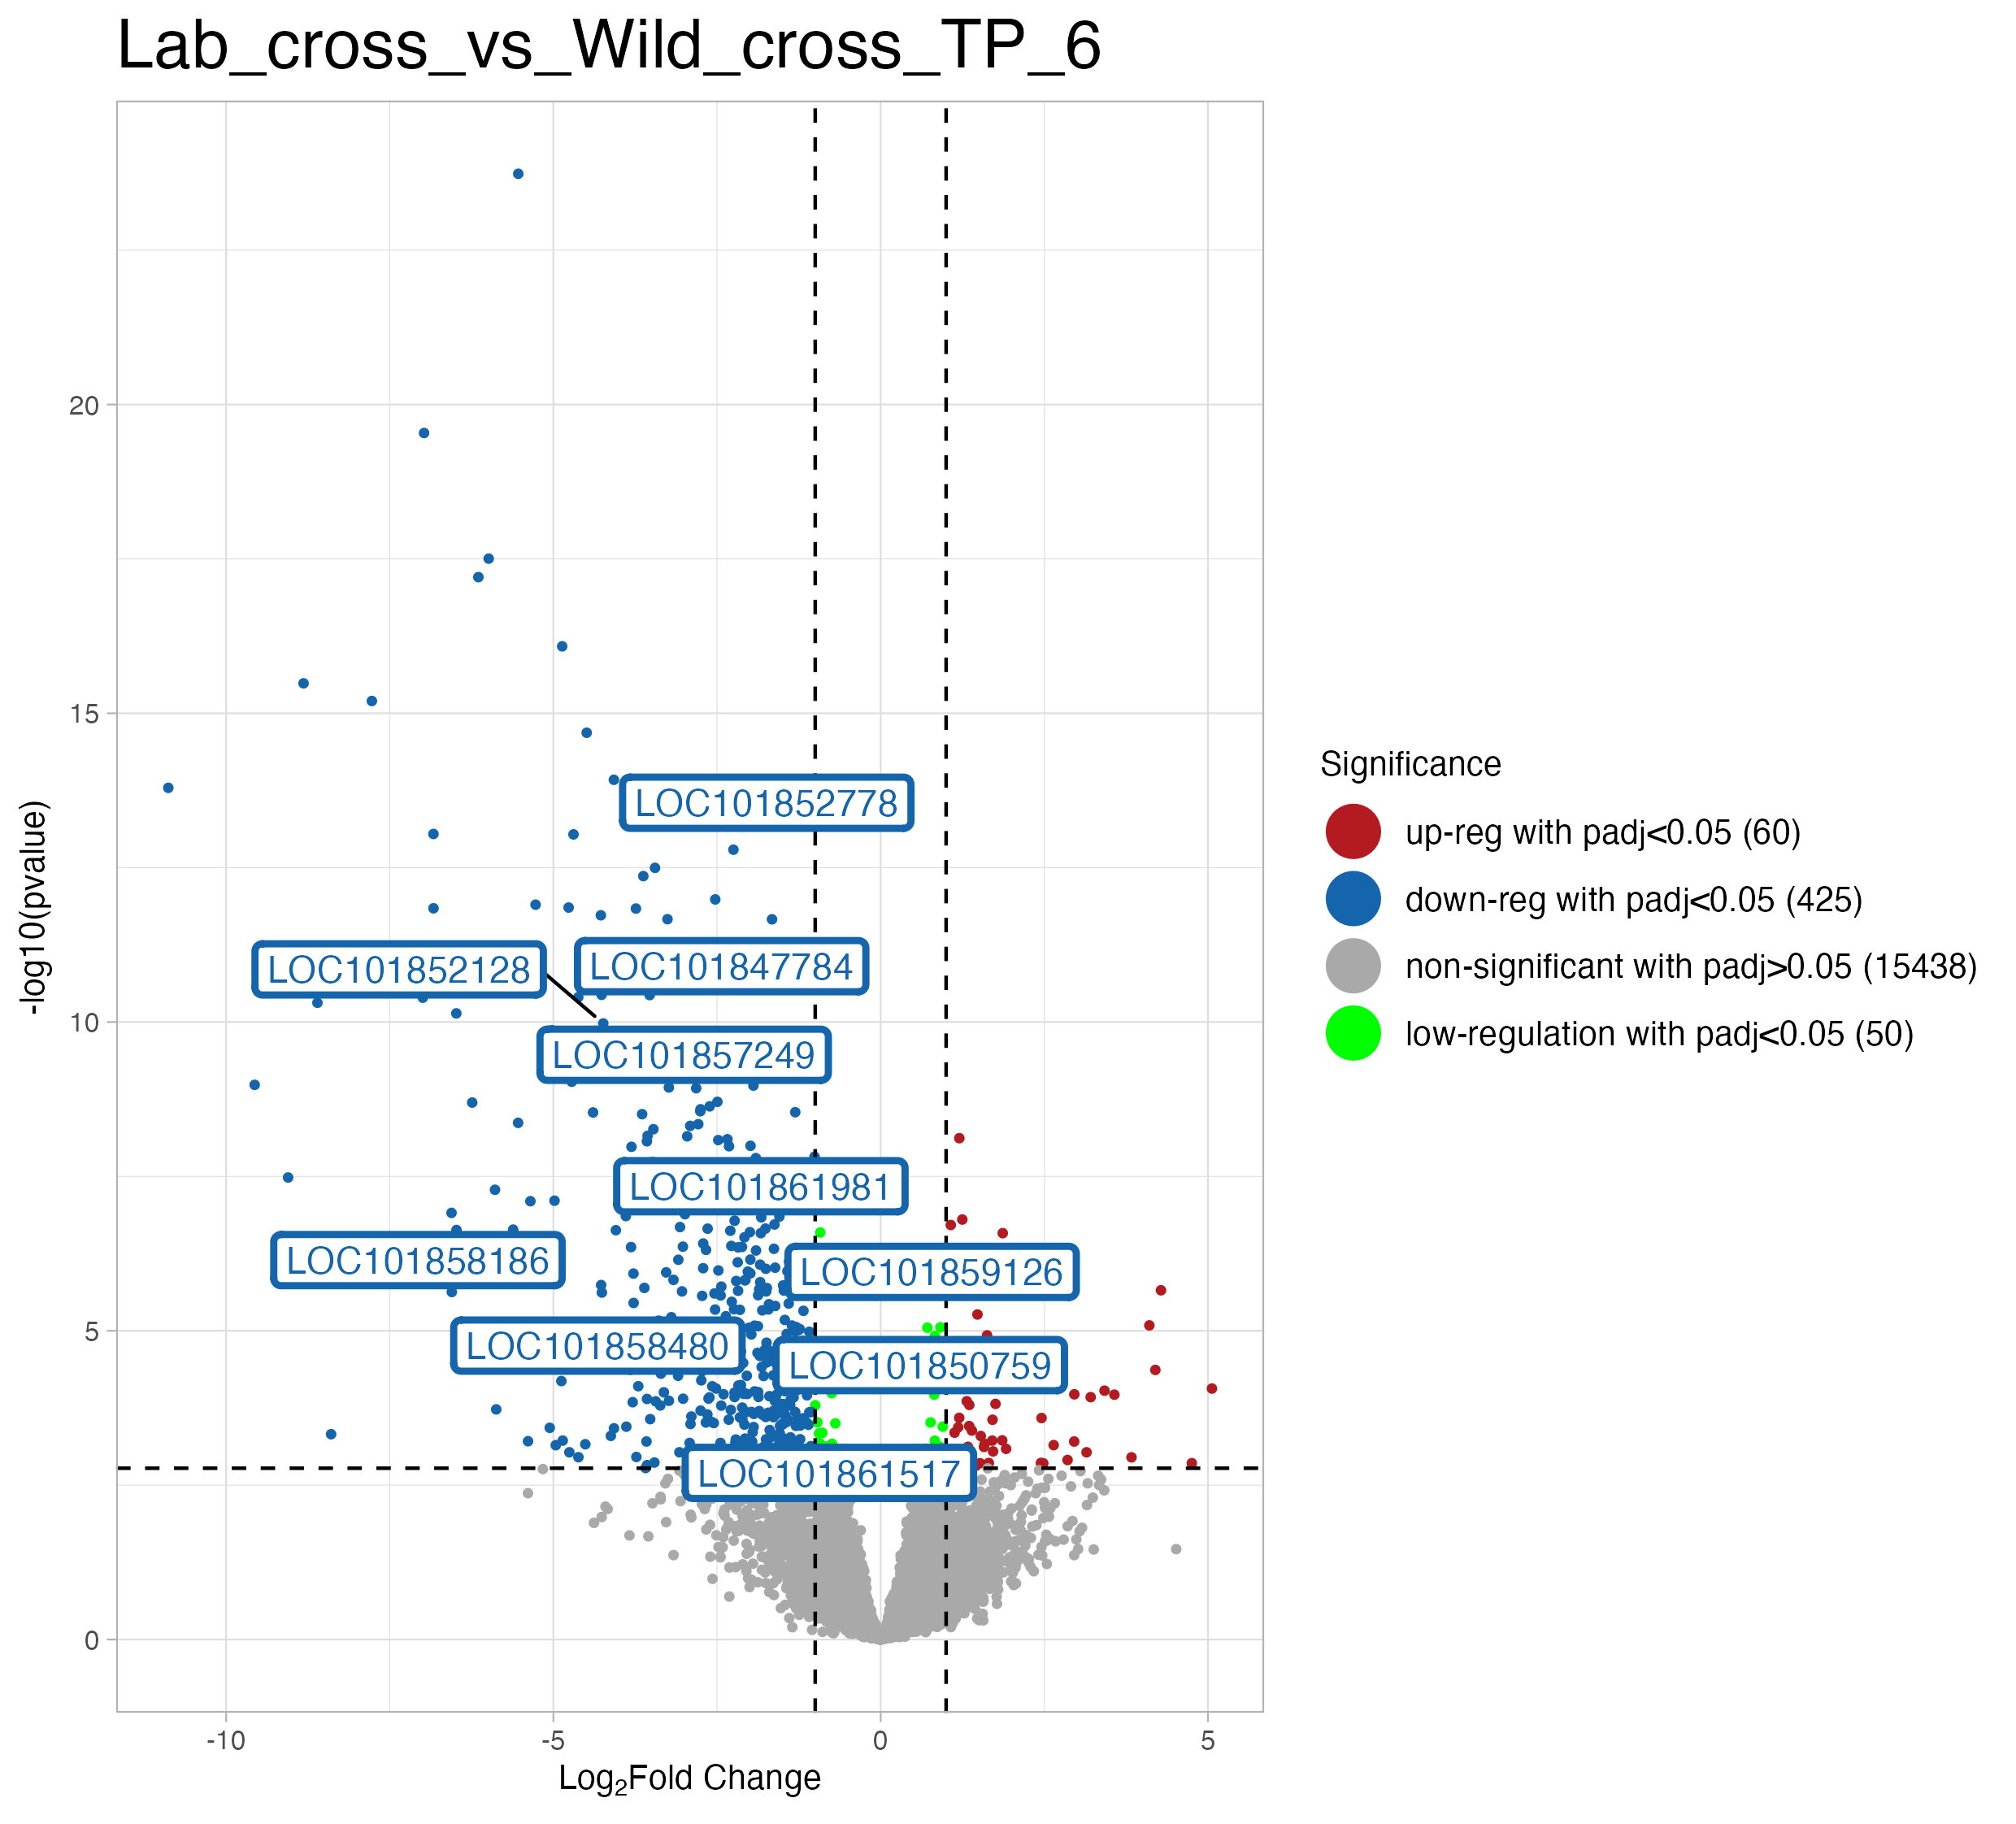 Lab_cross_vs_Wild_cross_TP_6
-log10(pvalue)
20
15
10
5
0
LOC101852778
LOC101852128
LOC101847784
LOC101857249
LOC101861981
LOC101858186
LOC101859126
LOC101858480
LOC101850759
LOC101861517
-10
-5
0
5
Log₂Fold Change
Significance
up-reg with padj<0.05 (60)
down-reg with padj<0.05 (425)
non-significant with padj>0.05 (15438)
low-regulation with padj<0.05 (50)